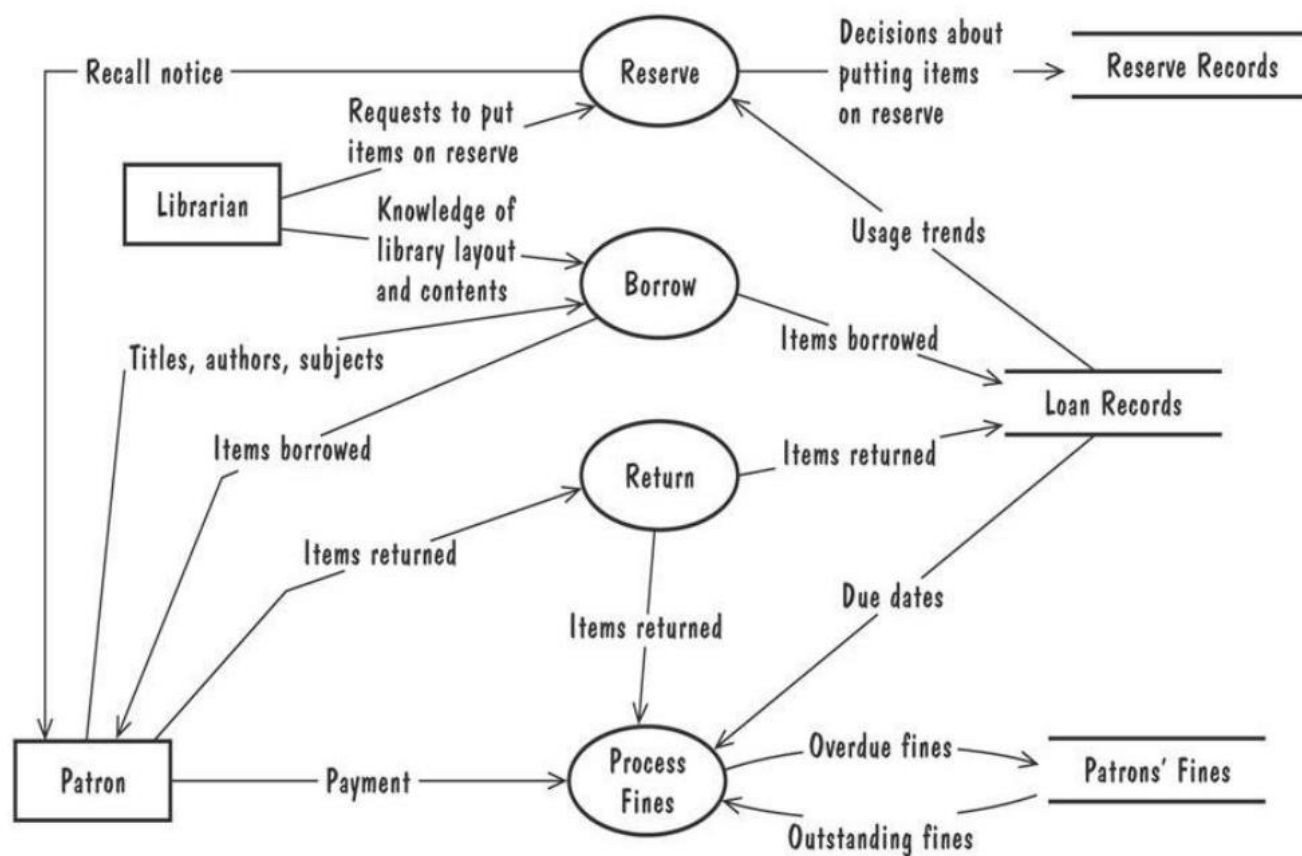 Recall notice
Reserve
Decisions about
putting items
on reserve
Reserve Records
Requests to put
items on reserve
Librarian
Knowledge of
library layout
and contents
Borrow
Usage trends
Titles, authors, subjects
Items borrowed
Loan Records
Items borrowed
Return
Items returned
Items returned
Items returned
Due dates
Patron
Payment
Process
Fines
Overdue fines
Patrons' Fines
Outstanding fines